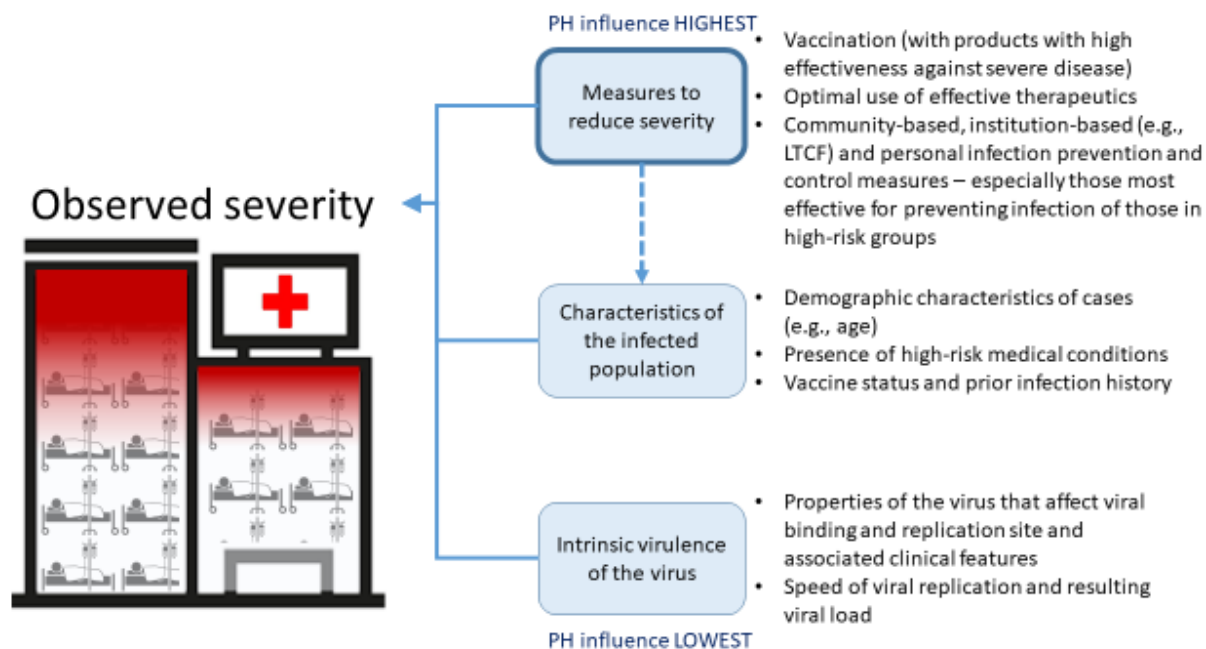 PH influence HIGHEST
Measures to
reduce severity
• Vaccination (with products with high
effectiveness against severe disease)
• Optimal use of effective therapeutics
• Community-based, institution-based (e.g.,
LTCF) and personal infection prevention and
control measures – especially those most
effective for preventing infection of those in
high-risk groups
Observed severity
Characteristics of
the infected
population
• Demographic characteristics of cases
(e.g., age)
• Presence of high-risk medical conditions
• Vaccine status and prior infection history
Intrinsic virulence
of the virus
• Properties of the virus that affect viral
binding and replication site and
associated clinical features
• Speed of viral replication and resulting
viral load
PH influence LOWEST